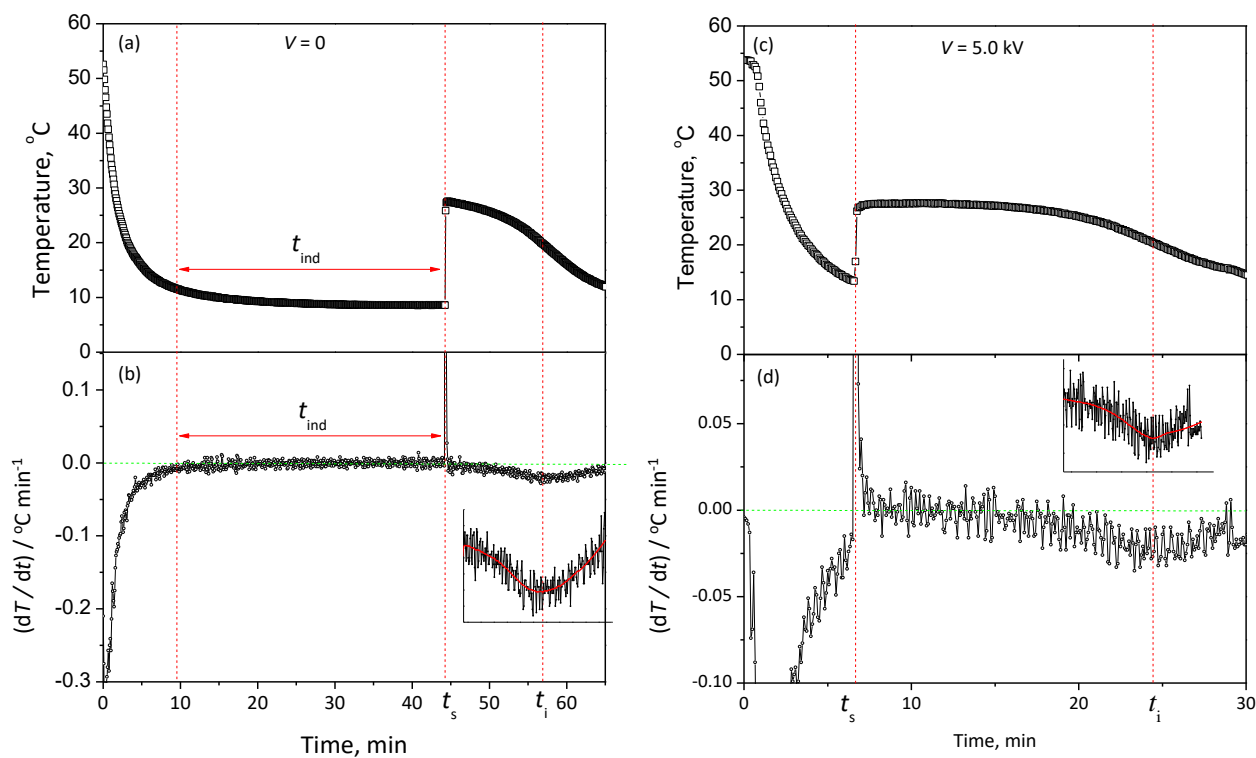 (a)
V = 0
Temperature, °C
60
50
40
30
20
10
0
t_ind
(b)
(dT / dt) / °C min⁻¹
0.1
0.0
-0.1
-0.2
-0.3
t_ind
0 10 20 30 t_s 50 t_i 60
Time, min
(c)
V = 5.0 kV
Temperature, °C
60
50
40
30
20
10
0
(d)
(dT / dt) / °C min⁻¹
0.05
0.00
-0.05
-0.10
0 t_s 10 20 t_i 30
Time, min